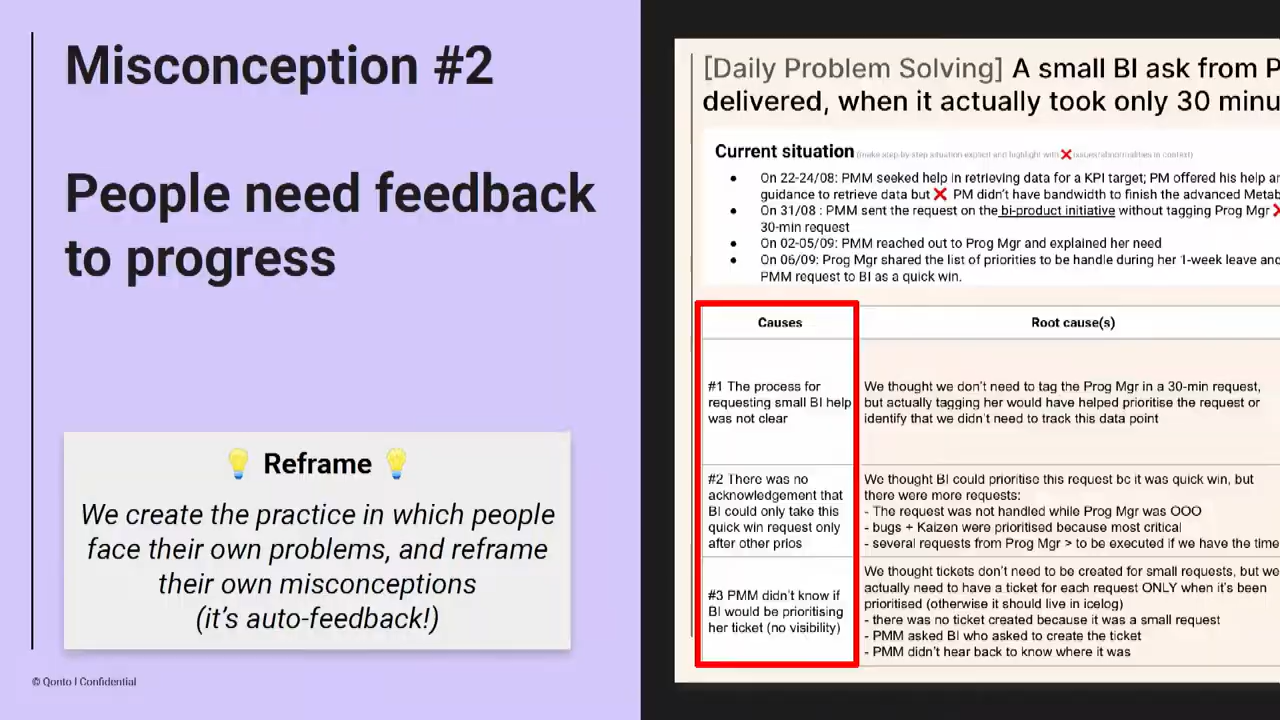 Misconception #2
People need feedback
to progress
💡 Reframe 💡
We create the practice in which people
face their own problems, and reframe
their own misconceptions
(it's auto-feedback!)
© Qonto I Confidential
[Daily Problem Solving] A small BI ask from P
delivered, when it actually took only 30 minu
Current situation (make step by step situation explicit and highlight with ❌ issues/abnormalities in context)
● On 22-24/08: PMM seeked help in retrieving data for a KPI target; PM offered his help an
guidance to retrieve data but ❌ PM didn't have bandwidth to finish the advanced Metab
● On 31/08 : PMM sent the request on the bi-product initiative without tagging Prog Mgr ❌
30-min request
● On 02-05/09: PMM reached out to Prog Mgr and explained her need
● On 06/09: Prog Mgr shared the list of priorities to be handle during her 1-week leave and
PMM request to BI as a quick win.
Causes
Root cause(s)
#1 The process for
requesting small BI help
was not clear
We thought we don't need to tag the Prog Mgr in a 30-min request,
but actually tagging her would have helped prioritise the request or
identify that we didn't need to track this data point
#2 There was no
acknowledgement that
BI could only take this
quick win request only
after other prios
We thought BI could prioritise this request bc it was quick win, but
there were more requests:
- The request was not handled while Prog Mgr was OOO
- bugs + Kaizen were prioritised because most critical
- several requests from Prog Mgr > to be executed if we have the time
#3 PMM didn't know if
BI would be prioritising
her ticket (no visibility)
We thought tickets don't need to be created for small requests, but we
actually need to have a ticket for each request ONLY when it's been
prioritised (otherwise it should live in icelog)
- there was no ticket created because it was a small request
- PMM asked BI who asked to create the ticket
- PMM didn't hear back to know where it was